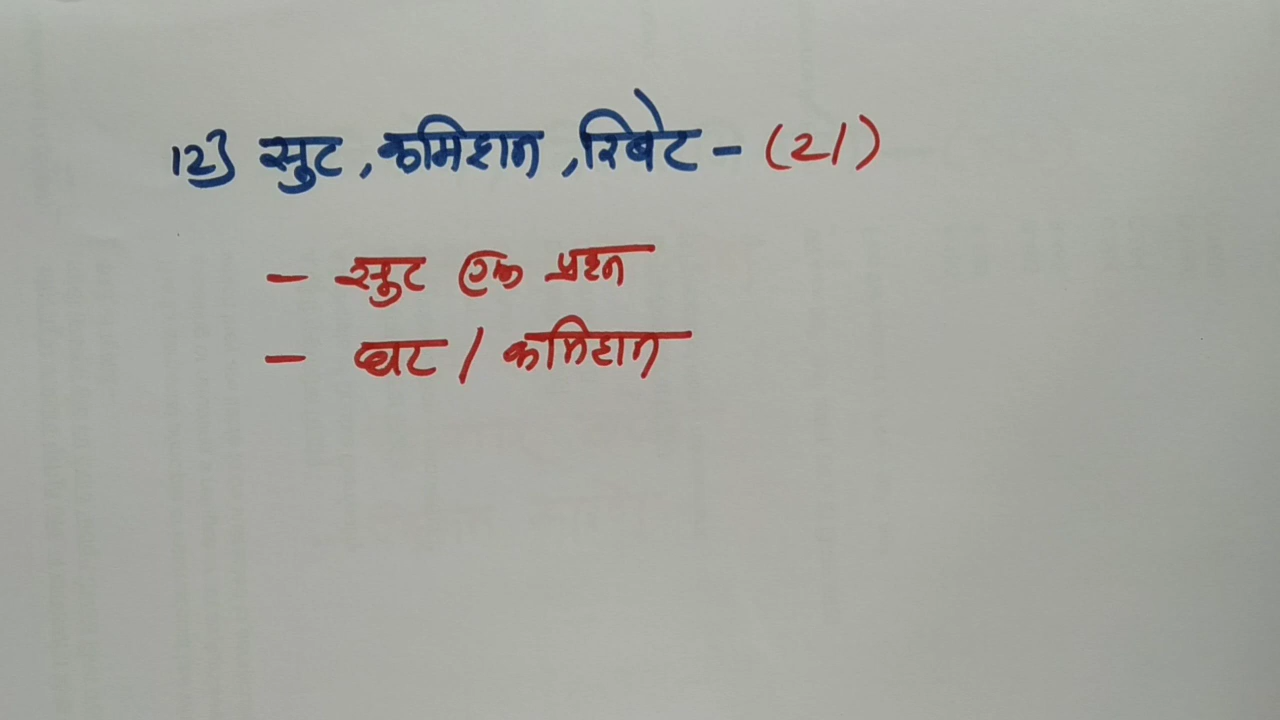 12) सुट , कमिशन , रिबेट - (21)
- सुट एक प्रश्न
- घट / कमिशन